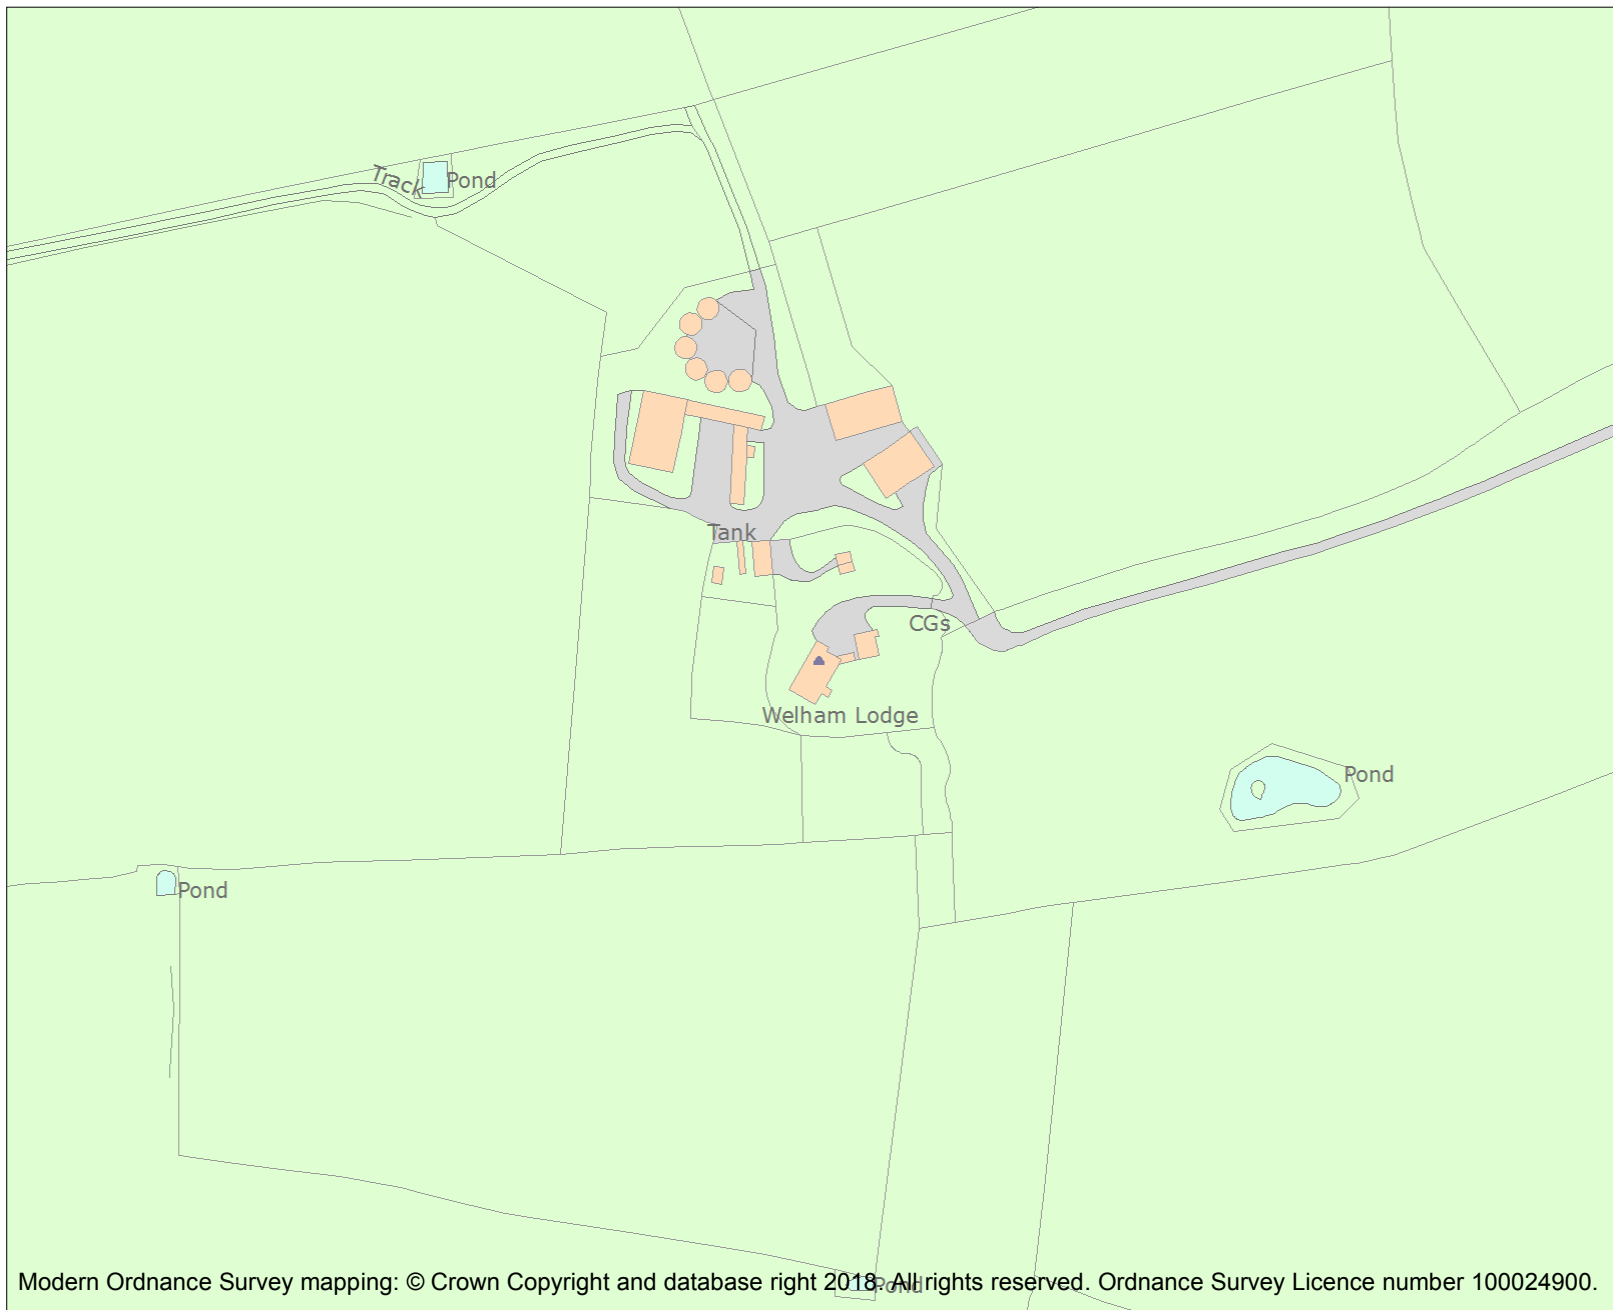 Track
Pond
Tank
CGs
Welham Lodge
Pond
Pond
Pond
Modern Ordnance Survey mapping: © Crown Copyright and database right 2018. All rights reserved. Ordnance Survey Licence number 100024900.